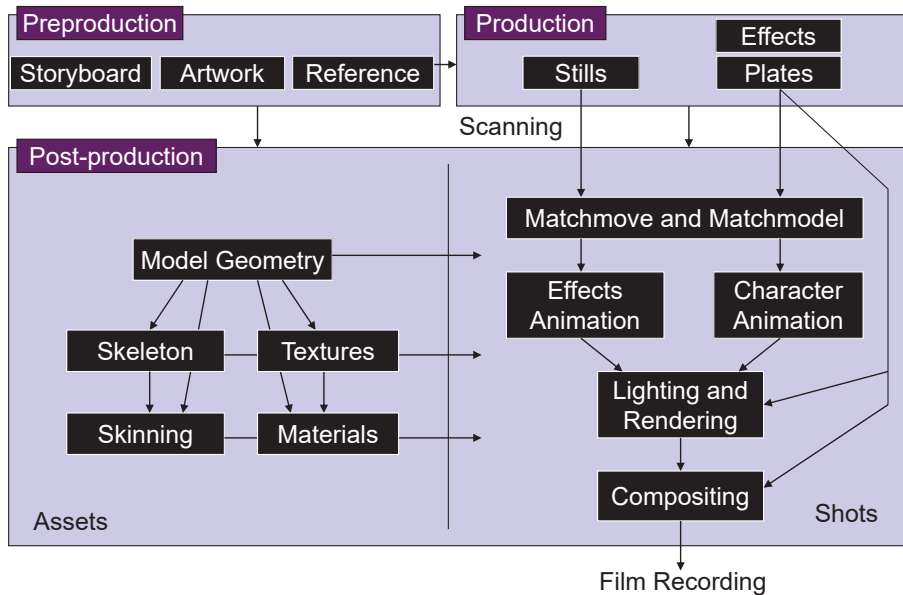 Preproduction
Storyboard
Artwork
Reference
Production
Effects
Stills
Plates
Scanning
Post-production
Matchmove and Matchmodel
Model Geometry
Effects
Animation
Character
Animation
Skeleton
Textures
Lighting and
Rendering
Skinning
Materials
Compositing
Assets
Shots
Film Recording